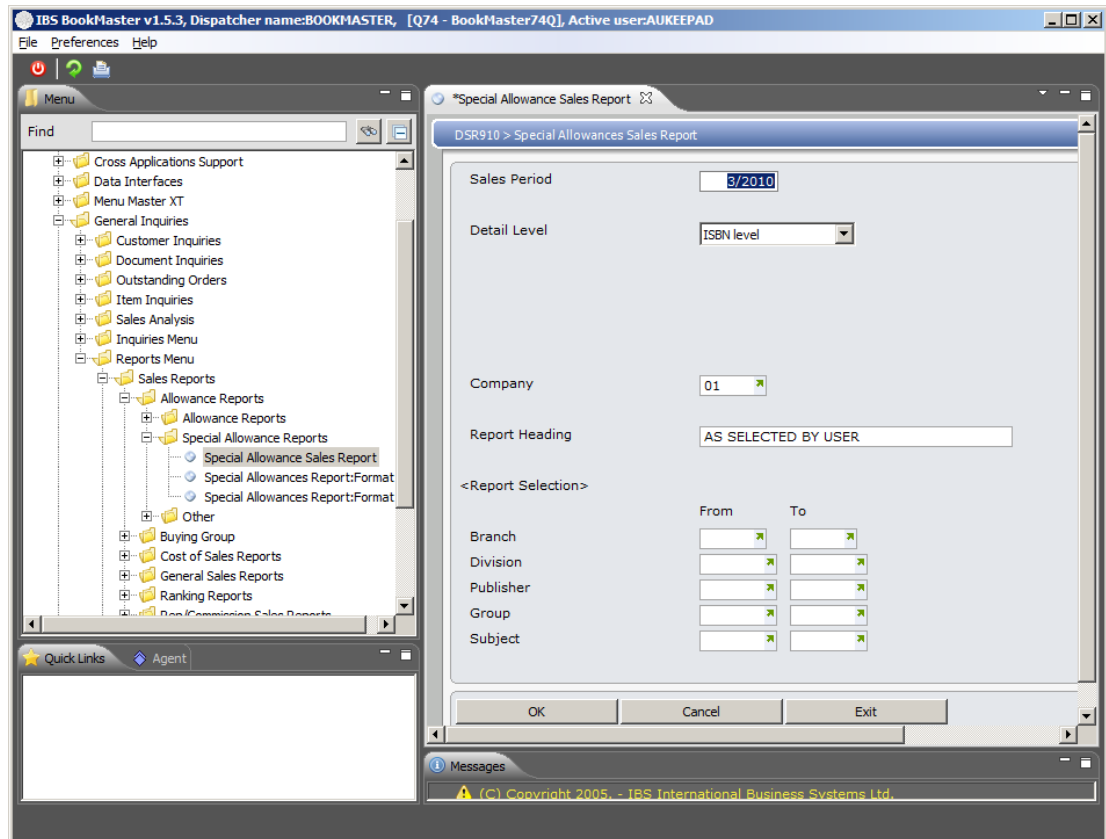 IBS BookMaster v1.5.3, Dispatcher name:BOOKMASTER, [Q74 - BookMaster74Q], Active user:AUKEEPAD
File Preferences Help
Menu
Find
Cross Applications Support
Data Interfaces
Menu Master XT
General Inquiries
Customer Inquiries
Document Inquiries
Outstanding Orders
Item Inquiries
Sales Analysis
Inquiries Menu
Reports Menu
Sales Reports
Allowance Reports
Allowance Reports
Special Allowance Reports
Special Allowance Sales Report
Special Allowances Report:Format
Special Allowances Report:Format
Other
Buying Group
Cost of Sales Reports
General Sales Reports
Ranking Reports
Rep/Commission Sales Reports
Quick Links Agent
*Special Allowance Sales Report
DSR910 > Special Allowances Sales Report
Sales Period 3/2010
Detail Level ISBN level
Company 01
Report Heading AS SELECTED BY USER
<Report Selection>
From To
Branch
Division
Publisher
Group
Subject
OK Cancel Exit
Messages
(C) Copyright 2005. - IBS International Business Systems Ltd.